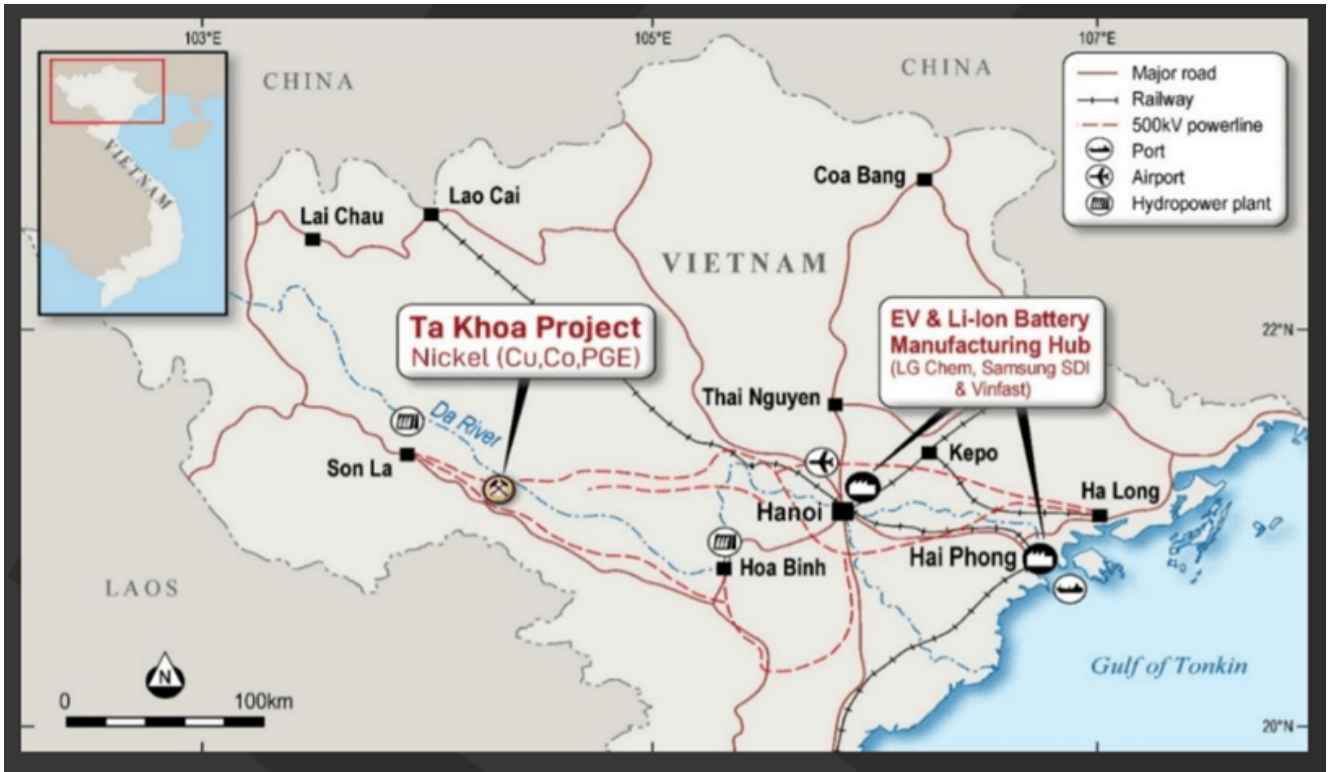 103°E
105°E
107°E
CHINA
CHINA
VIETNAM
Major road
Railway
500kV powerline
Port
Airport
Hydropower plant
Coa Bang
Lao Cai
Lai Chau
VIETNAM
Ta Khoa Project
Nickel (Cu,Co,PGE)
EV & Li-Ion Battery
Manufacturing Hub
(LG Chem, Samsung SDI
& Vinfast)
22°N
Thai Nguyen
Da River
Son La
Kepo
Ha Long
Hanoi
Hai Phong
Hoa Binh
LAOS
Gulf of Tonkin
N
0
100km
20°N